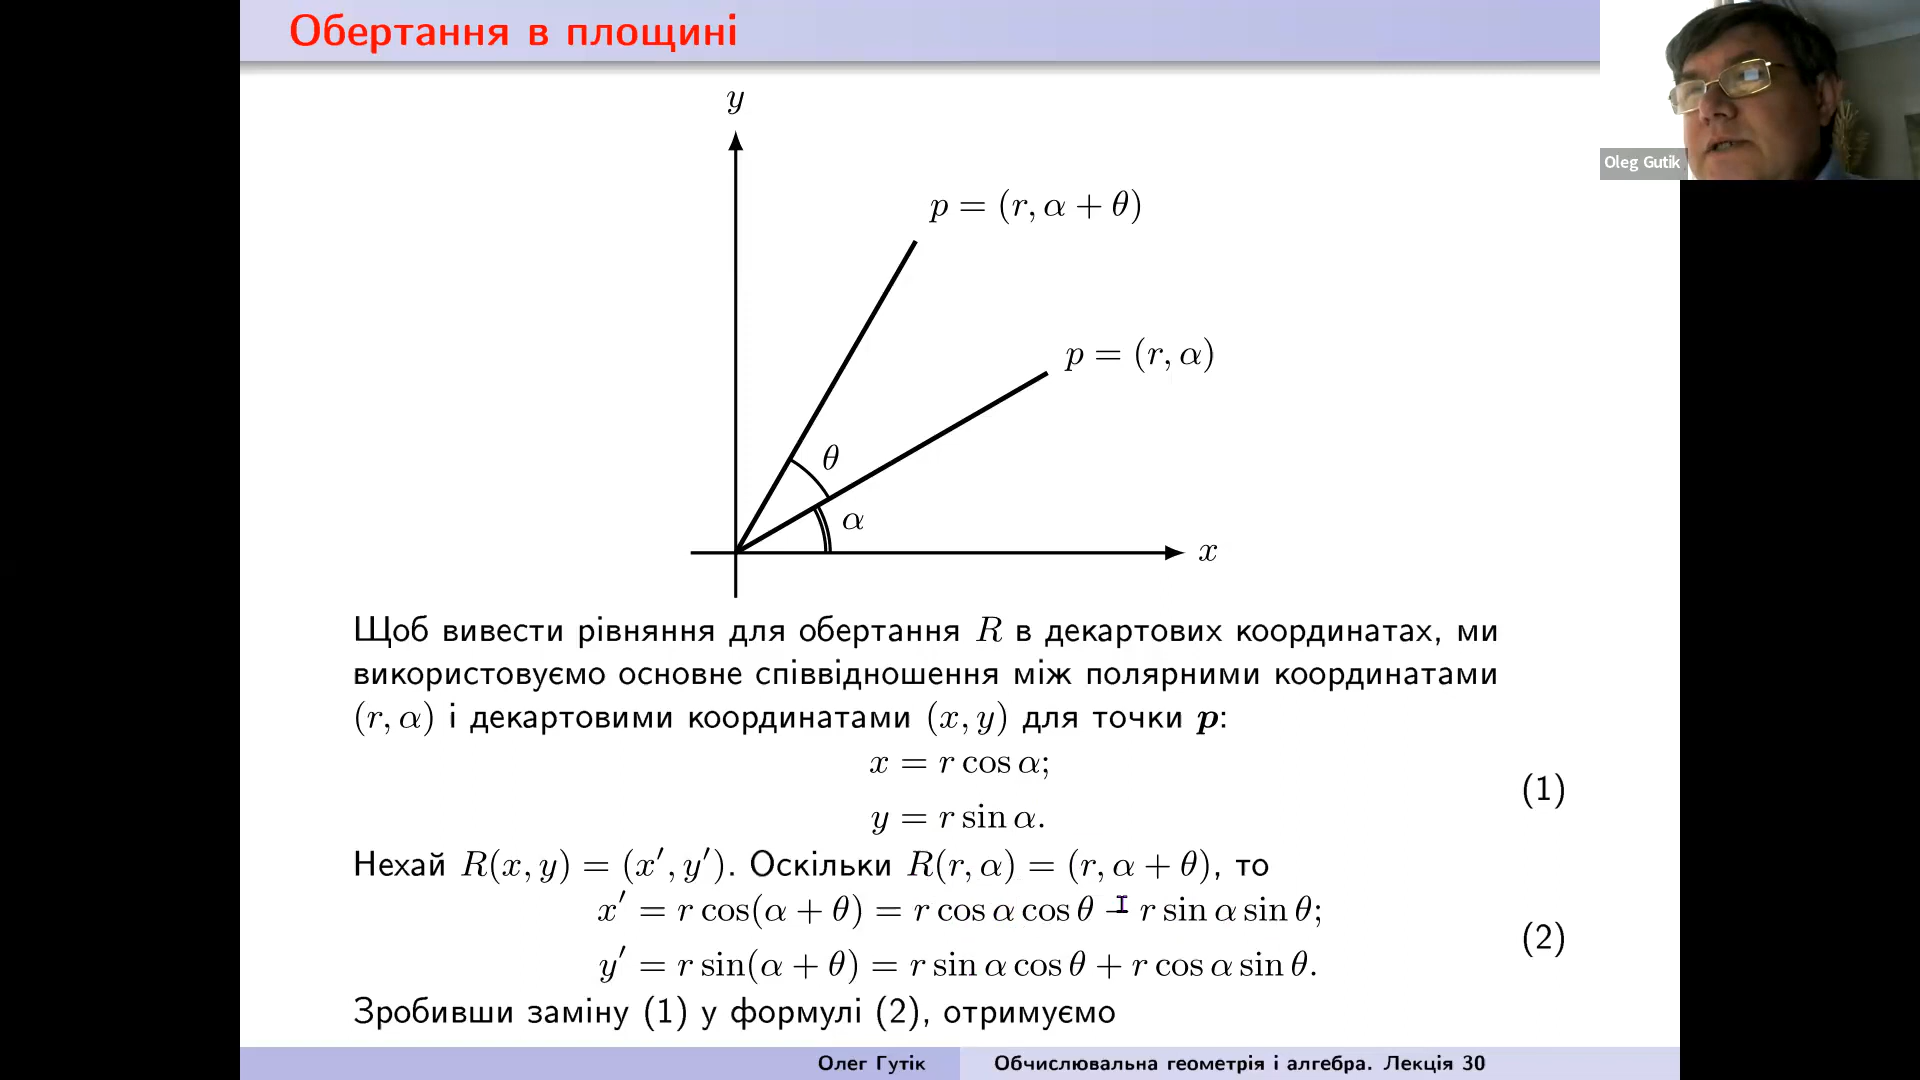 Обертання в площині
Oleg Gutik
y
p = (r, α + θ)
p = (r, α)
θ
α
x
Щоб вивести рівняння для обертання R в декартових координатах, ми
використовуємо основне співвідношення між полярними координатами
(r, α) і декартовими координатами (x, y) для точки p:
x = r cos α;
(1)
y = r sin α.
Нехай R(x, y) = (x′, y′). Оскільки R(r, α) = (r, α + θ), то
x′ = r cos(α + θ) = r cos α cos θ − r sin α sin θ;
(2)
y′ = r sin(α + θ) = r sin α cos θ + r cos α sin θ.
Зробивши заміну (1) у формулі (2), отримуємо
Олег Гутік Обчислювальна геометрія і алгебра. Лекція 30